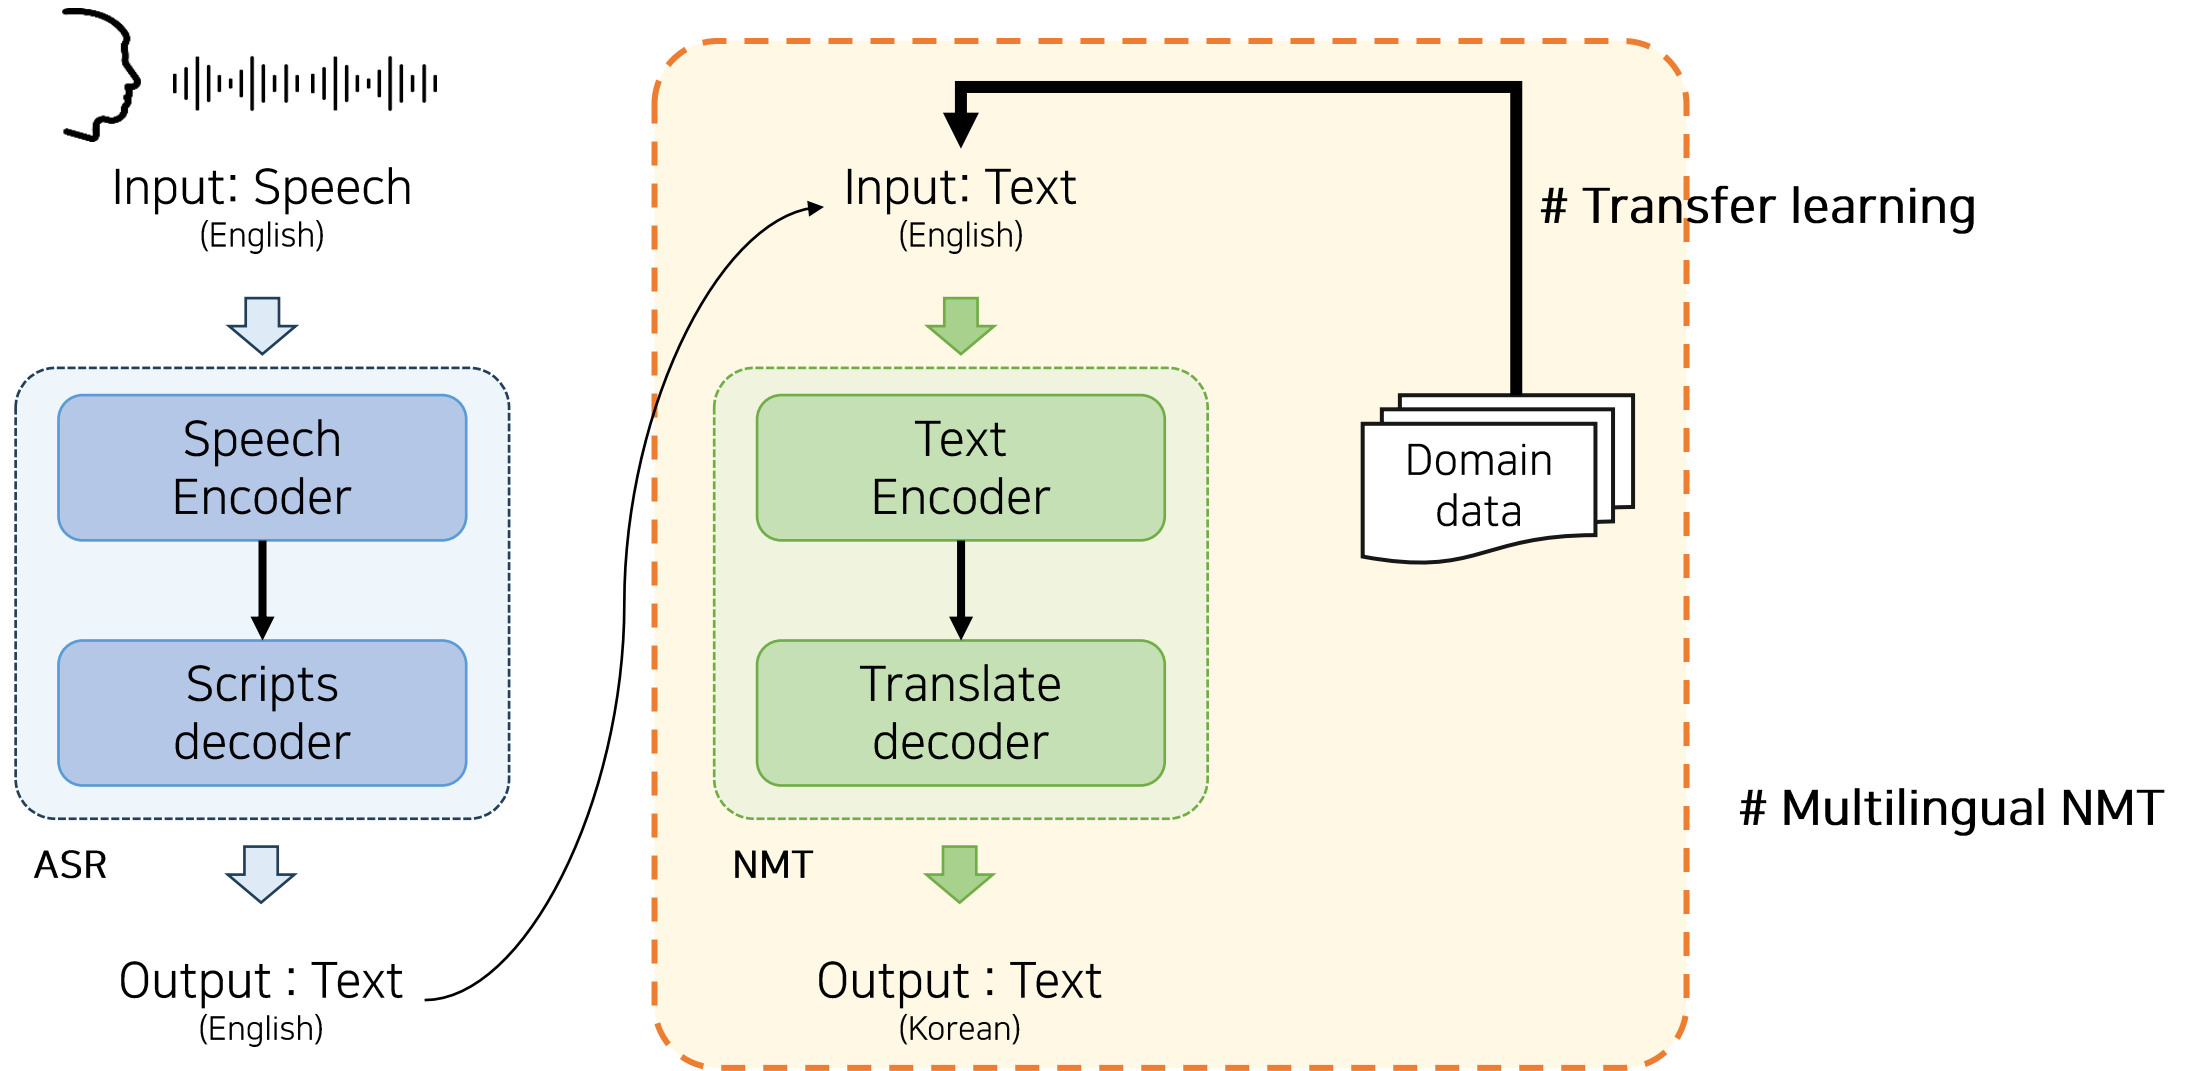 Input: Speech
(English)
Speech
Encoder
Scripts
decoder
ASR
Output : Text
(English)
Input: Text
(English)
Text
Encoder
Translate
decoder
NMT
Output : Text
(Korean)
# Transfer learning
Domain
data
# Multilingual NMT